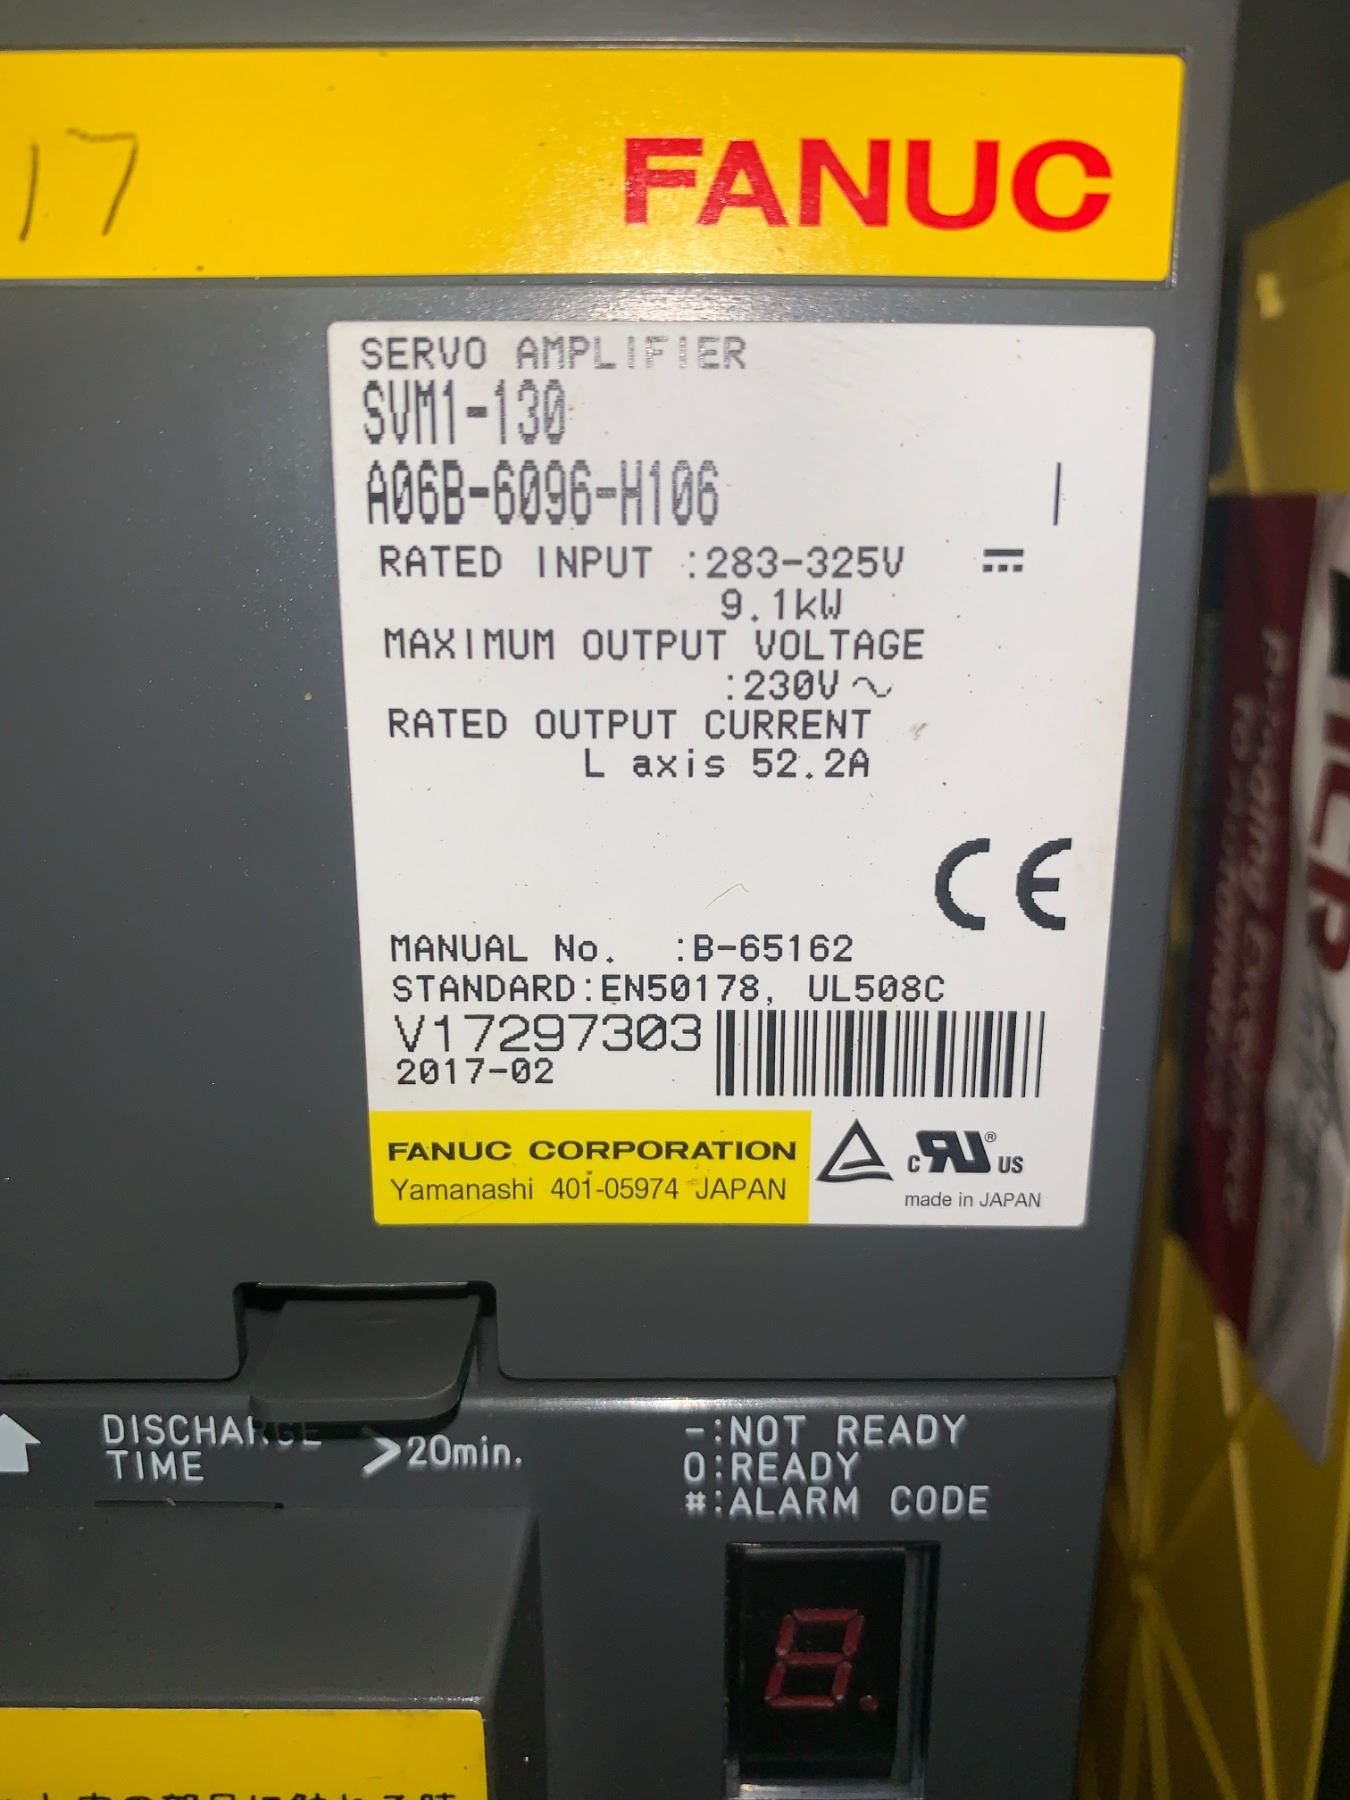 17
FANUC
SERVO AMPLIFIER
SVM1-130
A06B-6096-H106
RATED INPUT :283-325V ⎓
9.1kW
MAXIMUM OUTPUT VOLTAGE
:230V ~
RATED OUTPUT CURRENT
L axis 52.2A
CE
MANUAL No. :B-65162
STANDARD:EN50178, UL508C
V17297303
2017-02
FANUC CORPORATION
Yamanashi 401-05974 JAPAN
c RU ® US
made in JAPAN
DISCHARGE
TIME
>20min.
-:NOT READY
0:READY
#:ALARM CODE
8.